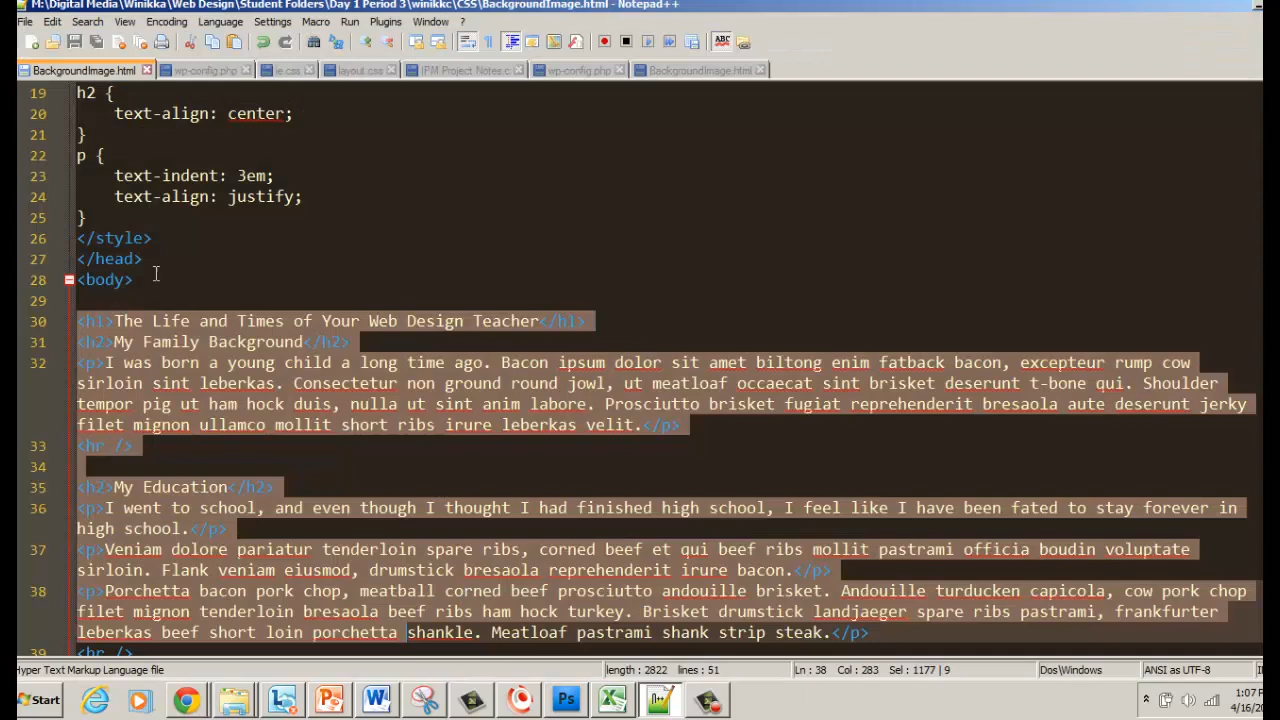 M:\Digital Media\Winikka\Web Design\Student Folders\Day 1 Period 3\winikkc\CSS\BackgroundImage.html - Notepad++
File Edit Search View Encoding Language Settings Macro Run Plugins Window ?
ABC
BackgroundImage.html wp-config.php ie.css layout.css IPM Project Notes.c wp-config.php BackgroundImage.html
19 h2 {
20 text-align: center;
21 }
22 p {
23 text-indent: 3em;
24 text-align: justify;
25 }
26 </style>
27 </head>
28 <body>
29
30 <h1>The Life and Times of Your Web Design Teacher</h1>
31 <h2>My Family Background</h2>
32 <p>I was born a young child a long time ago. Bacon ipsum dolor sit amet biltong enim fatback bacon, excepteur rump cow
sirloin sint leberkas. Consectetur non ground round jowl, ut meatloaf occaecat sint brisket deserunt t-bone qui. Shoulder
tempor pig ut ham hock duis, nulla ut sint anim labore. Prosciutto brisket fugiat reprehenderit bresaola aute deserunt jerky
filet mignon ullamco mollit short ribs irure leberkas velit.</p>
33 <hr />
34
35 <h2>My Education</h2>
36 <p>I went to school, and even though I thought I had finished high school, I feel like I have been fated to stay forever in
high school.</p>
37 <p>Veniam dolore pariatur tenderloin spare ribs, corned beef et qui beef ribs mollit pastrami officia boudin voluptate
sirloin. Flank veniam eiusmod, drumstick bresaola reprehenderit irure bacon.</p>
38 <p>Porchetta bacon pork chop, meatball corned beef prosciutto andouille brisket. Andouille turducken capicola, cow pork chop
filet mignon tenderloin bresaola beef ribs ham hock turkey. Brisket drumstick landjaeger spare ribs pastrami, frankfurter
leberkas beef short loin porchetta shankle. Meatloaf pastrami shank strip steak.</p>
39 <hr />
Hyper Text Markup Language file length : 2822 lines : 51 Ln : 38 Col : 283 Sel : 1177 | 9 Dos\Windows ANSI as UTF-8
Start 1:07
4/16/20